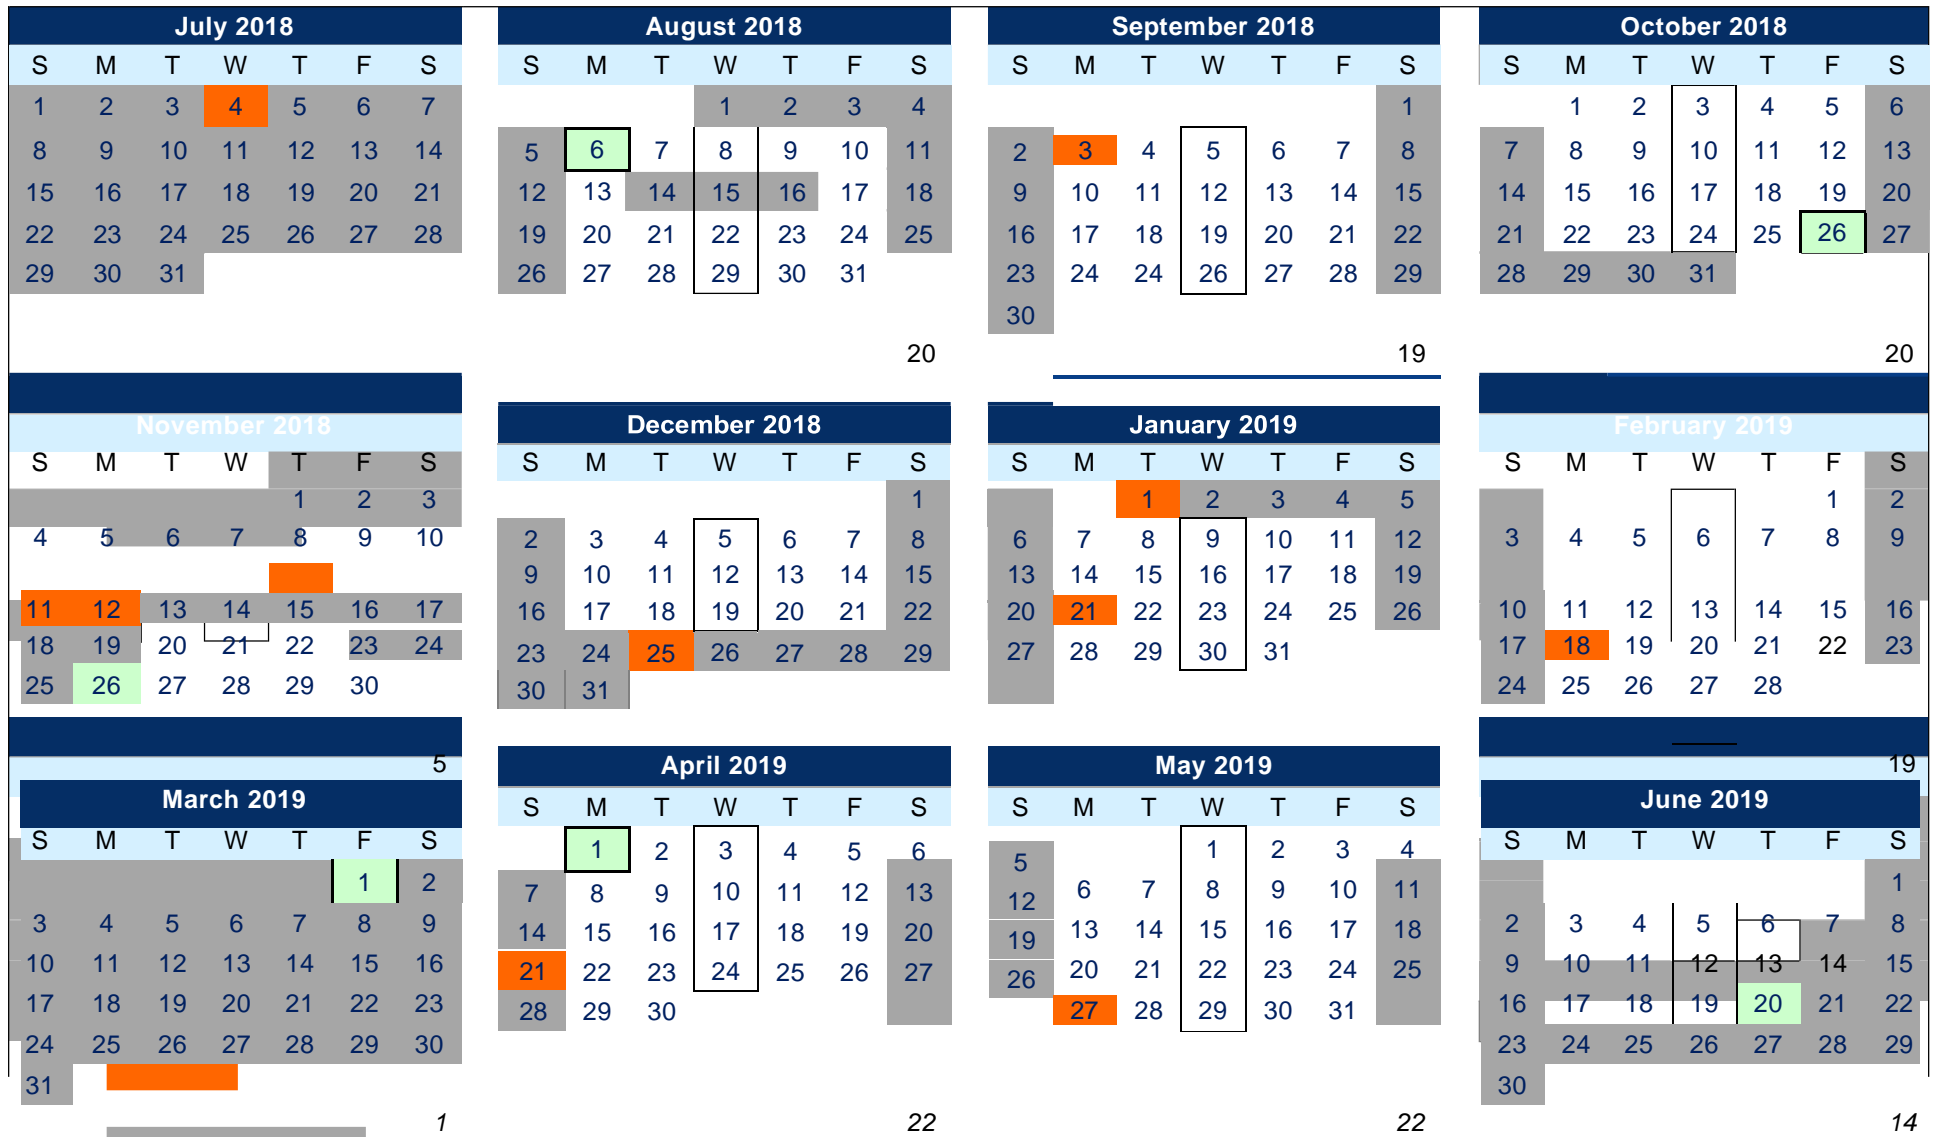 July 2018
S M T W T F S
1 2 3 4 5 6 7
8 9 10 11 12 13 14
15 16 17 18 19 20 21
22 23 24 25 26 27 28
29 30 31
August 2018
S M T W T F S
1 2 3 4
5 6 7 8 9 10 11
12 13 14 15 16 17 18
19 20 21 22 23 24 25
26 27 28 29 30 31
20
September 2018
S M T W T F S
1
2 3 4 5 6 7 8
9 10 11 12 13 14 15
16 17 18 19 20 21 22
23 24 24 26 27 28 29
30
19
October 2018
S M T W T F S
1 2 3 4 5 6
7 8 9 10 11 12 13
14 15 16 17 18 19 20
21 22 23 24 25 26 27
28 29 30 31
20
November 2018
S M T W T F S
1 2 3
4 5 6 7 8 9 10
11 12 13 14 15 16 17
18 19 20 21 22 23 24
25 26 27 28 29 30
5
December 2018
S M T W T F S
1
2 3 4 5 6 7 8
9 10 11 12 13 14 15
16 17 18 19 20 21 22
23 24 25 26 27 28 29
30 31
January 2019
S M T W T F S
1 2 3 4 5
6 7 8 9 10 11 12
13 14 15 16 17 18 19
20 21 22 23 24 25 26
27 28 29 30 31
February 2019
S M T W T F S
1 2
3 4 5 6 7 8 9
10 11 12 13 14 15 16
17 18 19 20 21 22 23
24 25 26 27 28
19
March 2019
S M T W T F S
1 2
3 4 5 6 7 8 9
10 11 12 13 14 15 16
17 18 19 20 21 22 23
24 25 26 27 28 29 30
31
1
April 2019
S M T W T F S
1 2 3 4 5 6
7 8 9 10 11 12 13
14 15 16 17 18 19 20
21 22 23 24 25 26 27
28 29 30
22
May 2019
S M T W T F S
1 2 3 4
5 6 7 8 9 10 11
12 13 14 15 16 17 18
19 20 21 22 23 24 25
26 27 28 29 30 31
22
June 2019
S M T W T F S
1
2 3 4 5 6 7 8
9 10 11 12 13 14 15
16 17 18 19 20 21 22
23 24 25 26 27 28 29
30
14